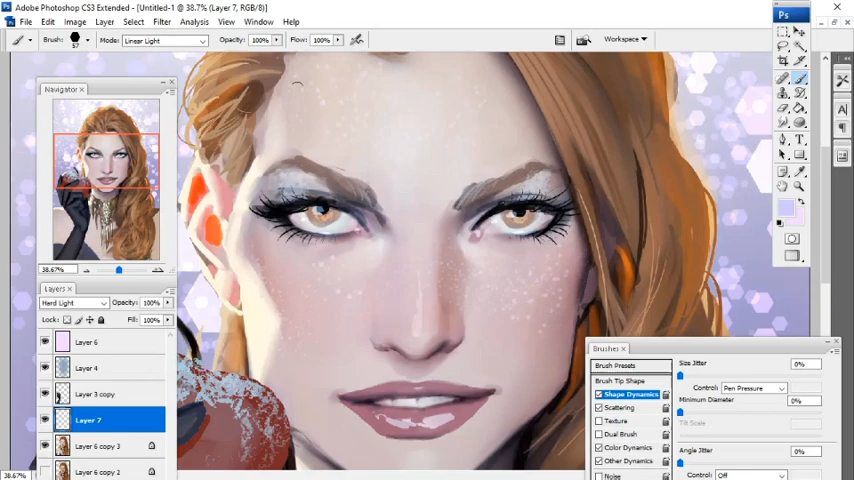 Adobe Photoshop CS3 Extended - [Untitled-1 @ 38.7% (Layer 7, RGB/8)]
File Edit Image Layer Select Filter Analysis View Window Help
Brush: 57 Mode: Linear Light Opacity: 100% Flow: 100% Workspace
Ps
Navigator
38.67%
Layers
Hard Light Opacity: 100%
Lock: Fill: 100%
Layer 6
Layer 4
Layer 3 copy
Layer 7
Layer 6 copy 3
Layer 6 copy 2
38.67%
Brushes
Brush Presets
Brush Tip Shape
Shape Dynamics
Scattering
Texture
Dual Brush
Color Dynamics
Other Dynamics
Noise
Size Jitter 0%
Control: Pen Pressure
Minimum Diameter 0%
Tilt Scale
Angle Jitter 0%
Control: Off